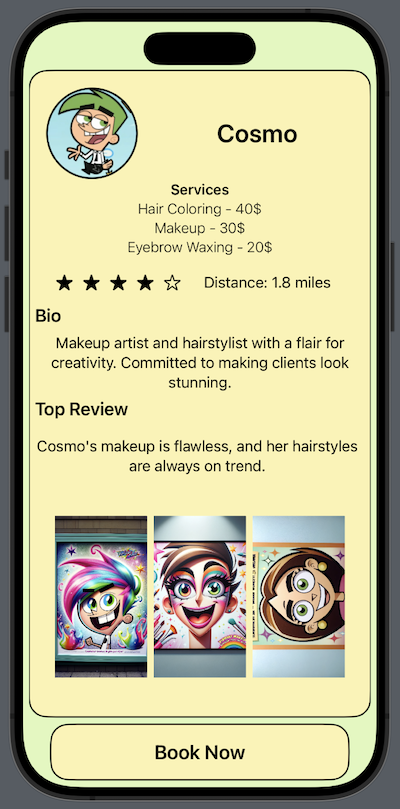 Cosmo
Services
Hair Coloring - 40$
Makeup - 30$
Eyebrow Waxing - 20$
Distance: 1.8 miles
Bio
Makeup artist and hairstylist with a flair for
creativity. Committed to making clients look
stunning.
Top Review
Cosmo's makeup is flawless, and her hairstyles
are always on trend.
Book Now